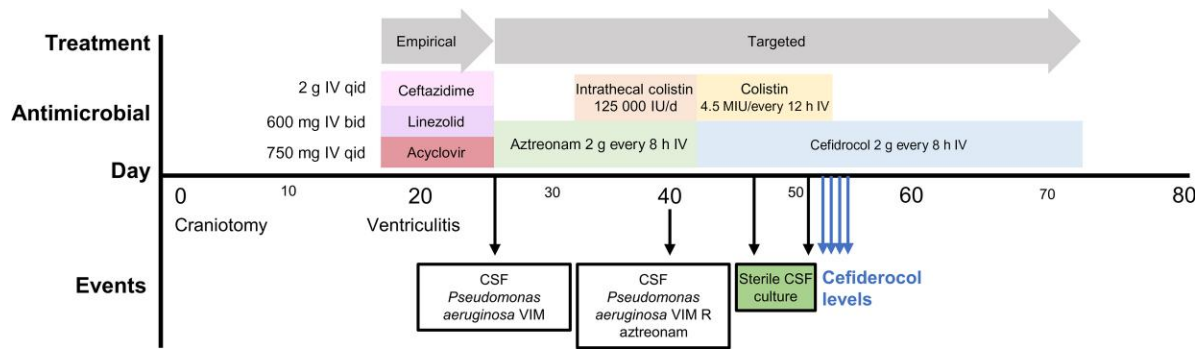 Treatment
Empirical
Targeted
Antimicrobial
2 g IV qid
Ceftazidime
600 mg IV bid
Linezolid
750 mg IV qid
Acyclovir
Intrathecal colistin
125 000 IU/d
Colistin
4.5 MIU/every 12 h IV
Aztreonam 2 g every 8 h IV
Cefidrocol 2 g every 8 h IV
Day
0 10 20 30 40 50 60 70 80
Craniotomy
Ventriculitis
Events
CSF
Pseudomonas
aeruginosa VIM
CSF
Pseudomonas
aeruginosa VIM R
aztreonam
Sterile CSF
culture
Cefiderocol
levels